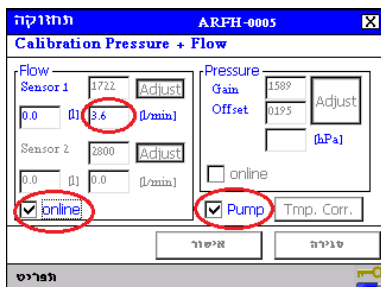 תחזוקה ARFH-0005
Calibration Pressure + Flow
Flow
Sensor 1 1722 Adjust
0.0 [l] 3.6 [l/min]
Sensor 2 2800 Adjust
0.0 [l] 0.0 [l/min]
online
Pressure
Gain 1589
Offset 0195
Adjust
[hPa]
online
Pump Tmp. Corr.
אישור סגירה
תפריט